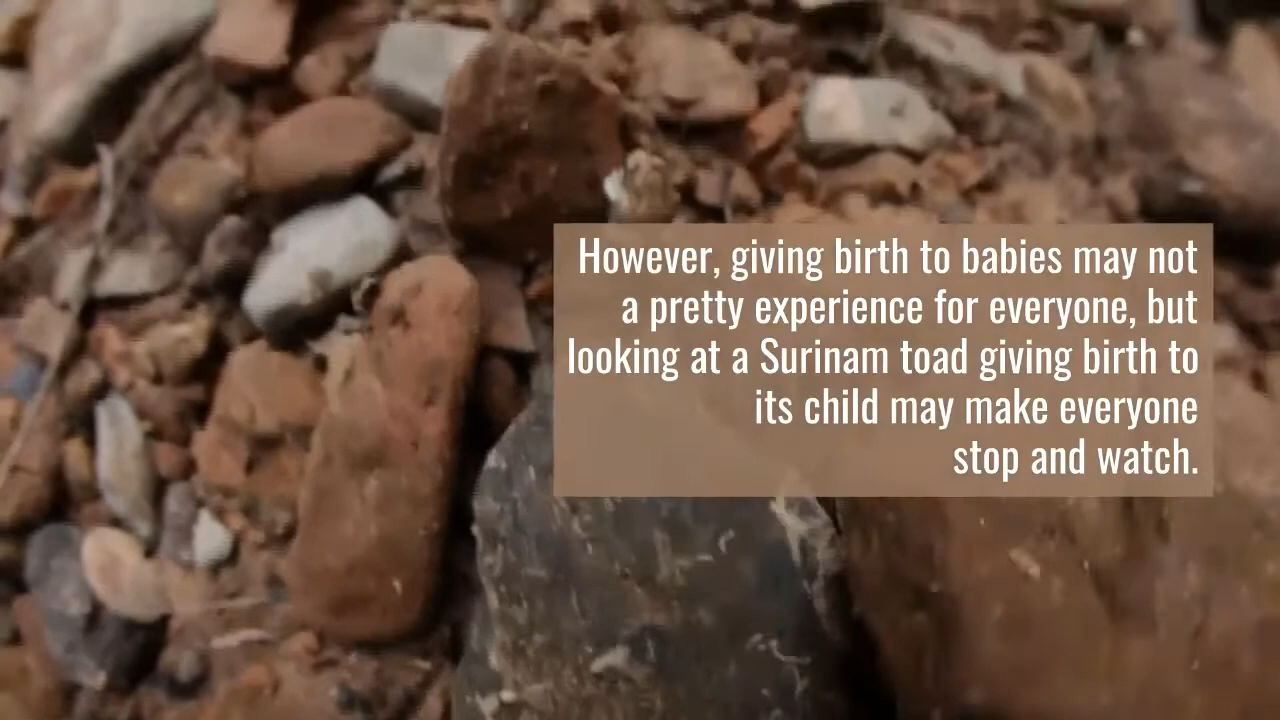 However, giving birth to babies may not
a pretty experience for everyone, but
looking at a Surinam toad giving birth to
its child may make everyone
stop and watch.